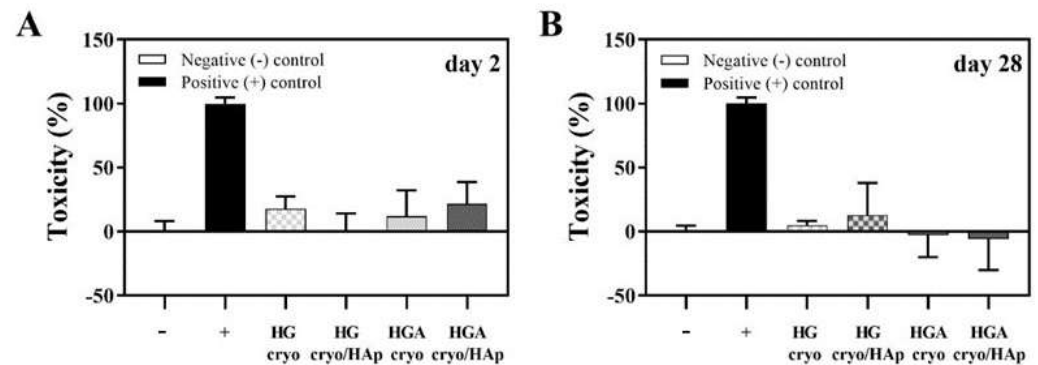 A
150
100
50
0
-50
Toxicity (%)
Negative (-) control
Positive (+) control
day 2
-
+
HG
cryo
HG
cryo/HAp
HGA
cryo
HGA
cryo/HAp
B
150
100
50
0
-50
Toxicity (%)
Negative (-) control
Positive (+) control
day 28
-
+
HG
cryo
HG
cryo/HAp
HGA
cryo
HGA
cryo/HAp